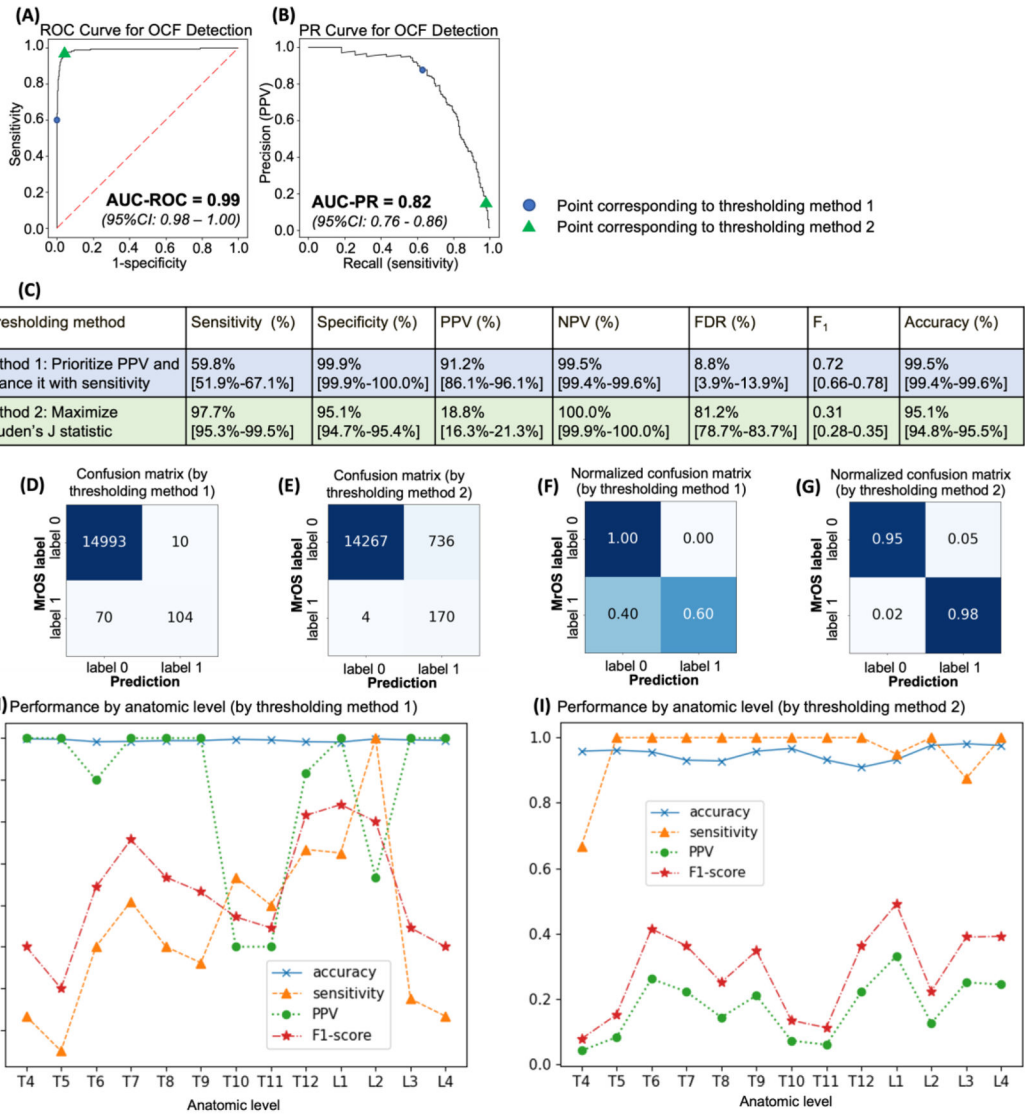 (A)
ROC Curve for OCF Detection
1.0
0.8
0.6
0.4
0.2
0.0
Sensitivity
AUC-ROC = 0.99
(95%CI: 0.98 – 1.00)
0.0 0.2 0.4 0.6 0.8 1.0
1-specificity
(B)
PR Curve for OCF Detection
1.0
0.8
0.6
0.4
0.2
0.0
Precision (PPV)
AUC-PR = 0.82
(95%CI: 0.76 - 0.86)
0.0 0.2 0.4 0.6 0.8 1.0
Recall (sensitivity)
Point corresponding to thresholding method 1
Point corresponding to thresholding method 2
(C)
resholding method Sensitivity (%) Specificity (%) PPV (%) NPV (%) FDR (%) F1 Accuracy (%)
thod 1: Prioritize PPV and 59.8% 99.9% 91.2% 99.5% 8.8% 0.72 99.5%
ance it with sensitivity [51.9%-67.1%] [99.9%-100.0%] [86.1%-96.1%] [99.4%-99.6%] [3.9%-13.9%] [0.66-0.78] [99.4%-99.6%]
thod 2: Maximize 97.7% 95.1% 18.8% 100.0% 81.2% 0.31 95.1%
uden's J statistic [95.3%-99.5%] [94.7%-95.4%] [16.3%-21.3%] [99.9%-100.0%] [78.7%-83.7%] [0.28-0.35] [94.8%-95.5%]
(D)
Confusion matrix (by
thresholding method 1)
MrOS label
label 0
label 1
14993 10
70 104
label 0 label 1
Prediction
(E)
Confusion matrix (by
thresholding method 2)
MrOS label
label 0
label 1
14267 736
4 170
label 0 label 1
Prediction
(F)
Normalized confusion matrix
(by thresholding method 1)
MrOS label
label 0
label 1
1.00 0.00
0.40 0.60
label 0 label 1
Prediction
(G)
Normalized confusion matrix
(by thresholding method 2)
MrOS label
label 0
label 1
0.95 0.05
0.02 0.98
label 0 label 1
Prediction
Performance by anatomic level (by thresholding method 1)
accuracy
sensitivity
PPV
F1-score
T4 T5 T6 T7 T8 T9 T10 T11 T12 L1 L2 L3 L4
Anatomic level
(I)
Performance by anatomic level (by thresholding method 2)
1.0
0.8
0.6
0.4
0.2
0.0
accuracy
sensitivity
PPV
F1-score
T4 T5 T6 T7 T8 T9 T10 T11 T12 L1 L2 L3 L4
Anatomic level